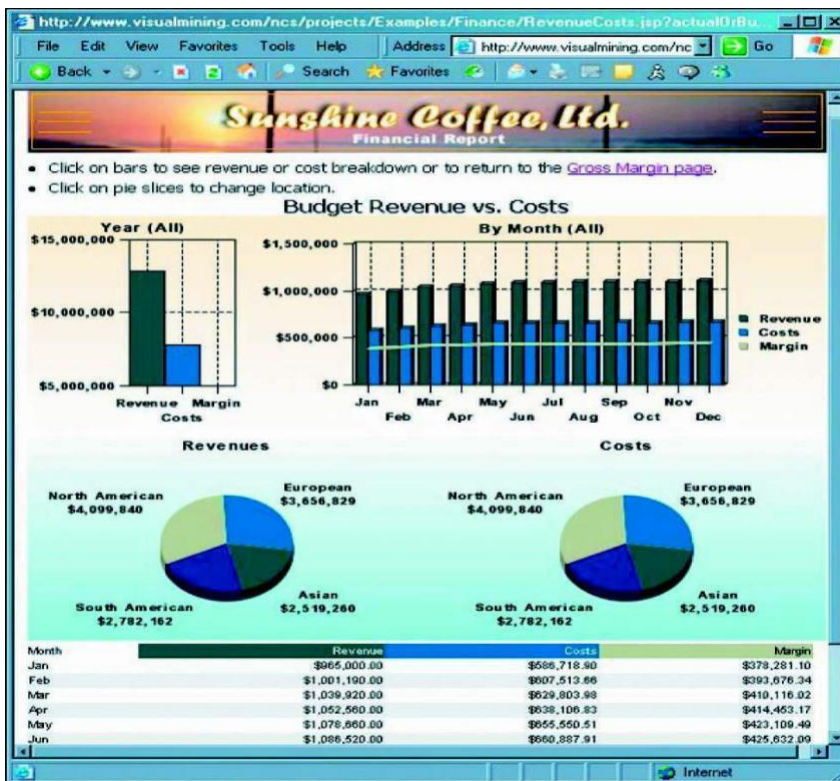 http://www.visualmining.com/ncs/projects/Examples/Finance/RevenueCosts.jsp?actualOrBu...
File Edit View Favorites Tools Help Address http://www.visualmining.com/nc Go
Back Search Favorites
Sunshine Coffee, Ltd.
Financial Report
• Click on bars to see revenue or cost breakdown or to return to the Gross Margin page.
• Click on pie slices to change location.
Budget Revenue vs. Costs
Year (All)
$15,000,000
$10,000,000
$5,000,000
Revenue Margin
Costs
By Month (All)
$1,500,000
$1,000,000
$500,000
$0
Jan Mar May Jul Sep Nov
Feb Apr Jun Aug Oct Dec
Revenue
Costs
Margin
Revenues
North American
$4,099,840
European
$3,656,829
South American
$2,782,162
Asian
$2,519,260
Costs
North American
$4,099,840
European
$3,656,829
South American
$2,782,162
Asian
$2,519,260
Month Revenue Costs Margin
Jan $965,000.00 $586,718.90 $378,281.10
Feb $1,001,190.00 $607,513.66 $393,676.34
Mar $1,039,920.00 $629,803.98 $410,116.02
Apr $1,052,560.00 $638,106.83 $414,453.17
May $1,078,660.00 $655,550.51 $423,109.49
Jun $1,086,520.00 $660,887.91 $425,632.09
Internet